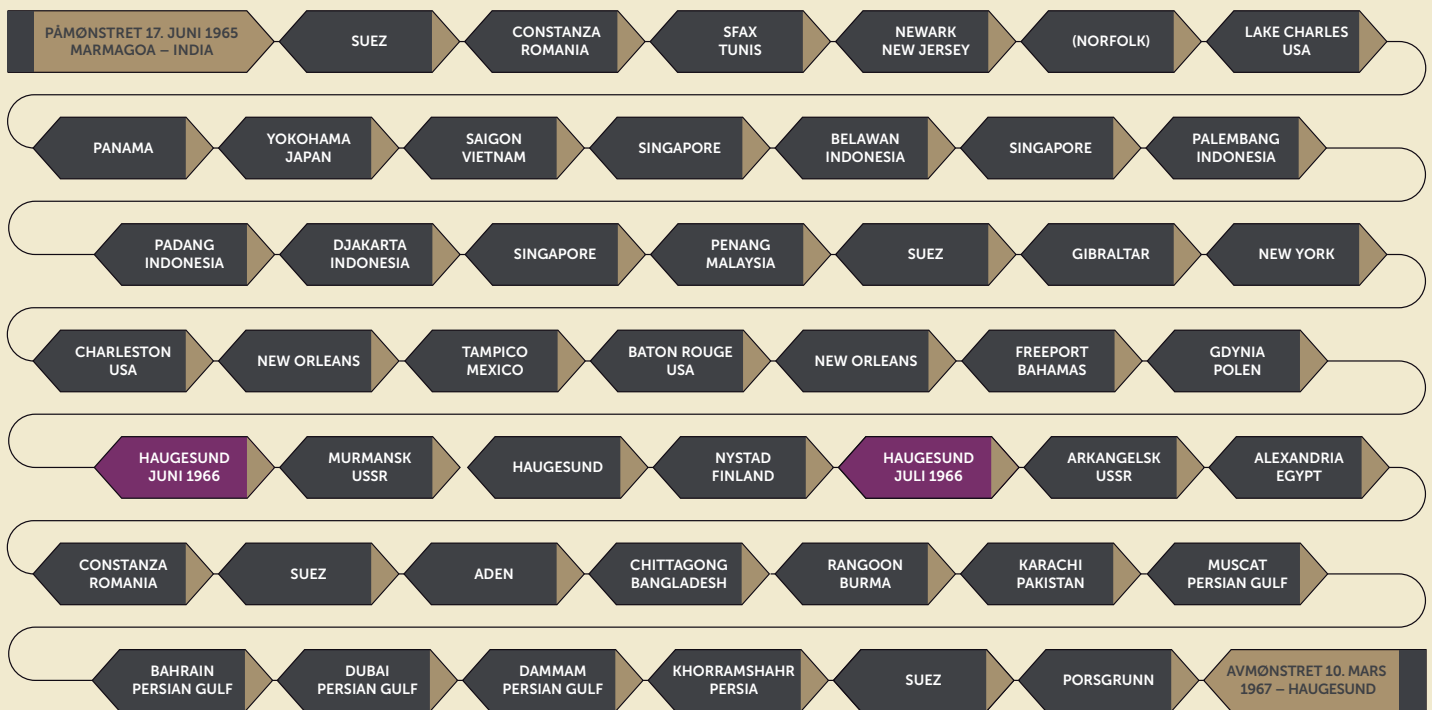 PÅMØNSTRET 17. JUNI 1965
MARMAGOA – INDIA
SUEZ
CONSTANZA
ROMANIA
SFAX
TUNIS
NEWARK
NEW JERSEY
(NORFOLK)
LAKE CHARLES
USA
PANAMA
YOKOHAMA
JAPAN
SAIGON
VIETNAM
SINGAPORE
BELAWAN
INDONESIA
SINGAPORE
PALEMBANG
INDONESIA
PADANG
INDONESIA
DJAKARTA
INDONESIA
SINGAPORE
PENANG
MALAYSIA
SUEZ
GIBRALTAR
NEW YORK
CHARLESTON
USA
NEW ORLEANS
TAMPICO
MEXICO
BATON ROUGE
USA
NEW ORLEANS
FREEPORT
BAHAMAS
GDYNIA
POLEN
HAUGESUND
JUNI 1966
MURMANSK
USSR
HAUGESUND
NYSTAD
FINLAND
HAUGESUND
JULI 1966
ARKANGELSK
USSR
ALEXANDRIA
EGYPT
CONSTANZA
ROMANIA
SUEZ
ADEN
CHITTAGONG
BANGLADESH
RANGOON
BURMA
KARACHI
PAKISTAN
MUSCAT
PERSIAN GULF
BAHRAIN
PERSIAN GULF
DUBAI
PERSIAN GULF
DAMMAM
PERSIAN GULF
KHORRAMSHAHR
PERSIA
SUEZ
PORSGRUNN
AVMØNSTRET 10. MARS
1967 – HAUGESUND